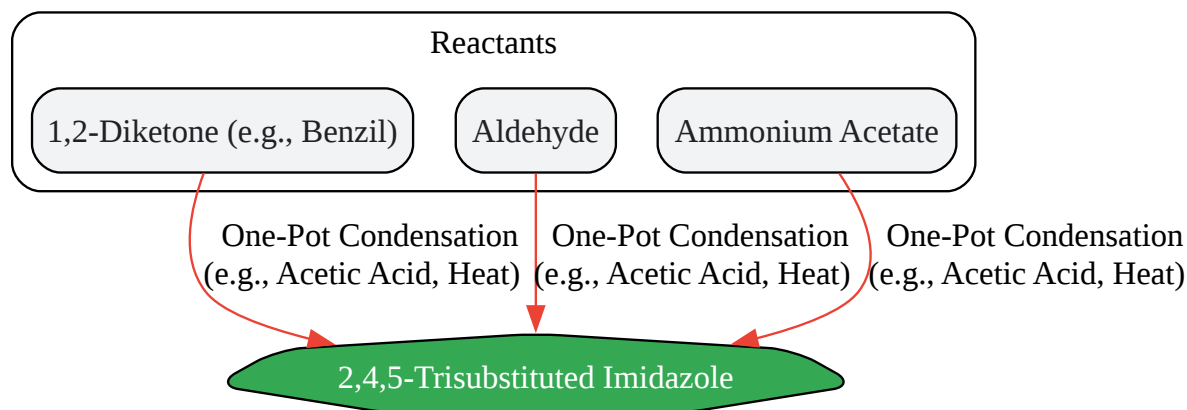 Reactants
1,2-Diketone (e.g., Benzil)
Aldehyde
Ammonium Acetate
One-Pot Condensation
(e.g., Acetic Acid, Heat)
One-Pot Condensation
(e.g., Acetic Acid, Heat)
One-Pot Condensation
(e.g., Acetic Acid, Heat)
2,4,5-Trisubstituted Imidazole